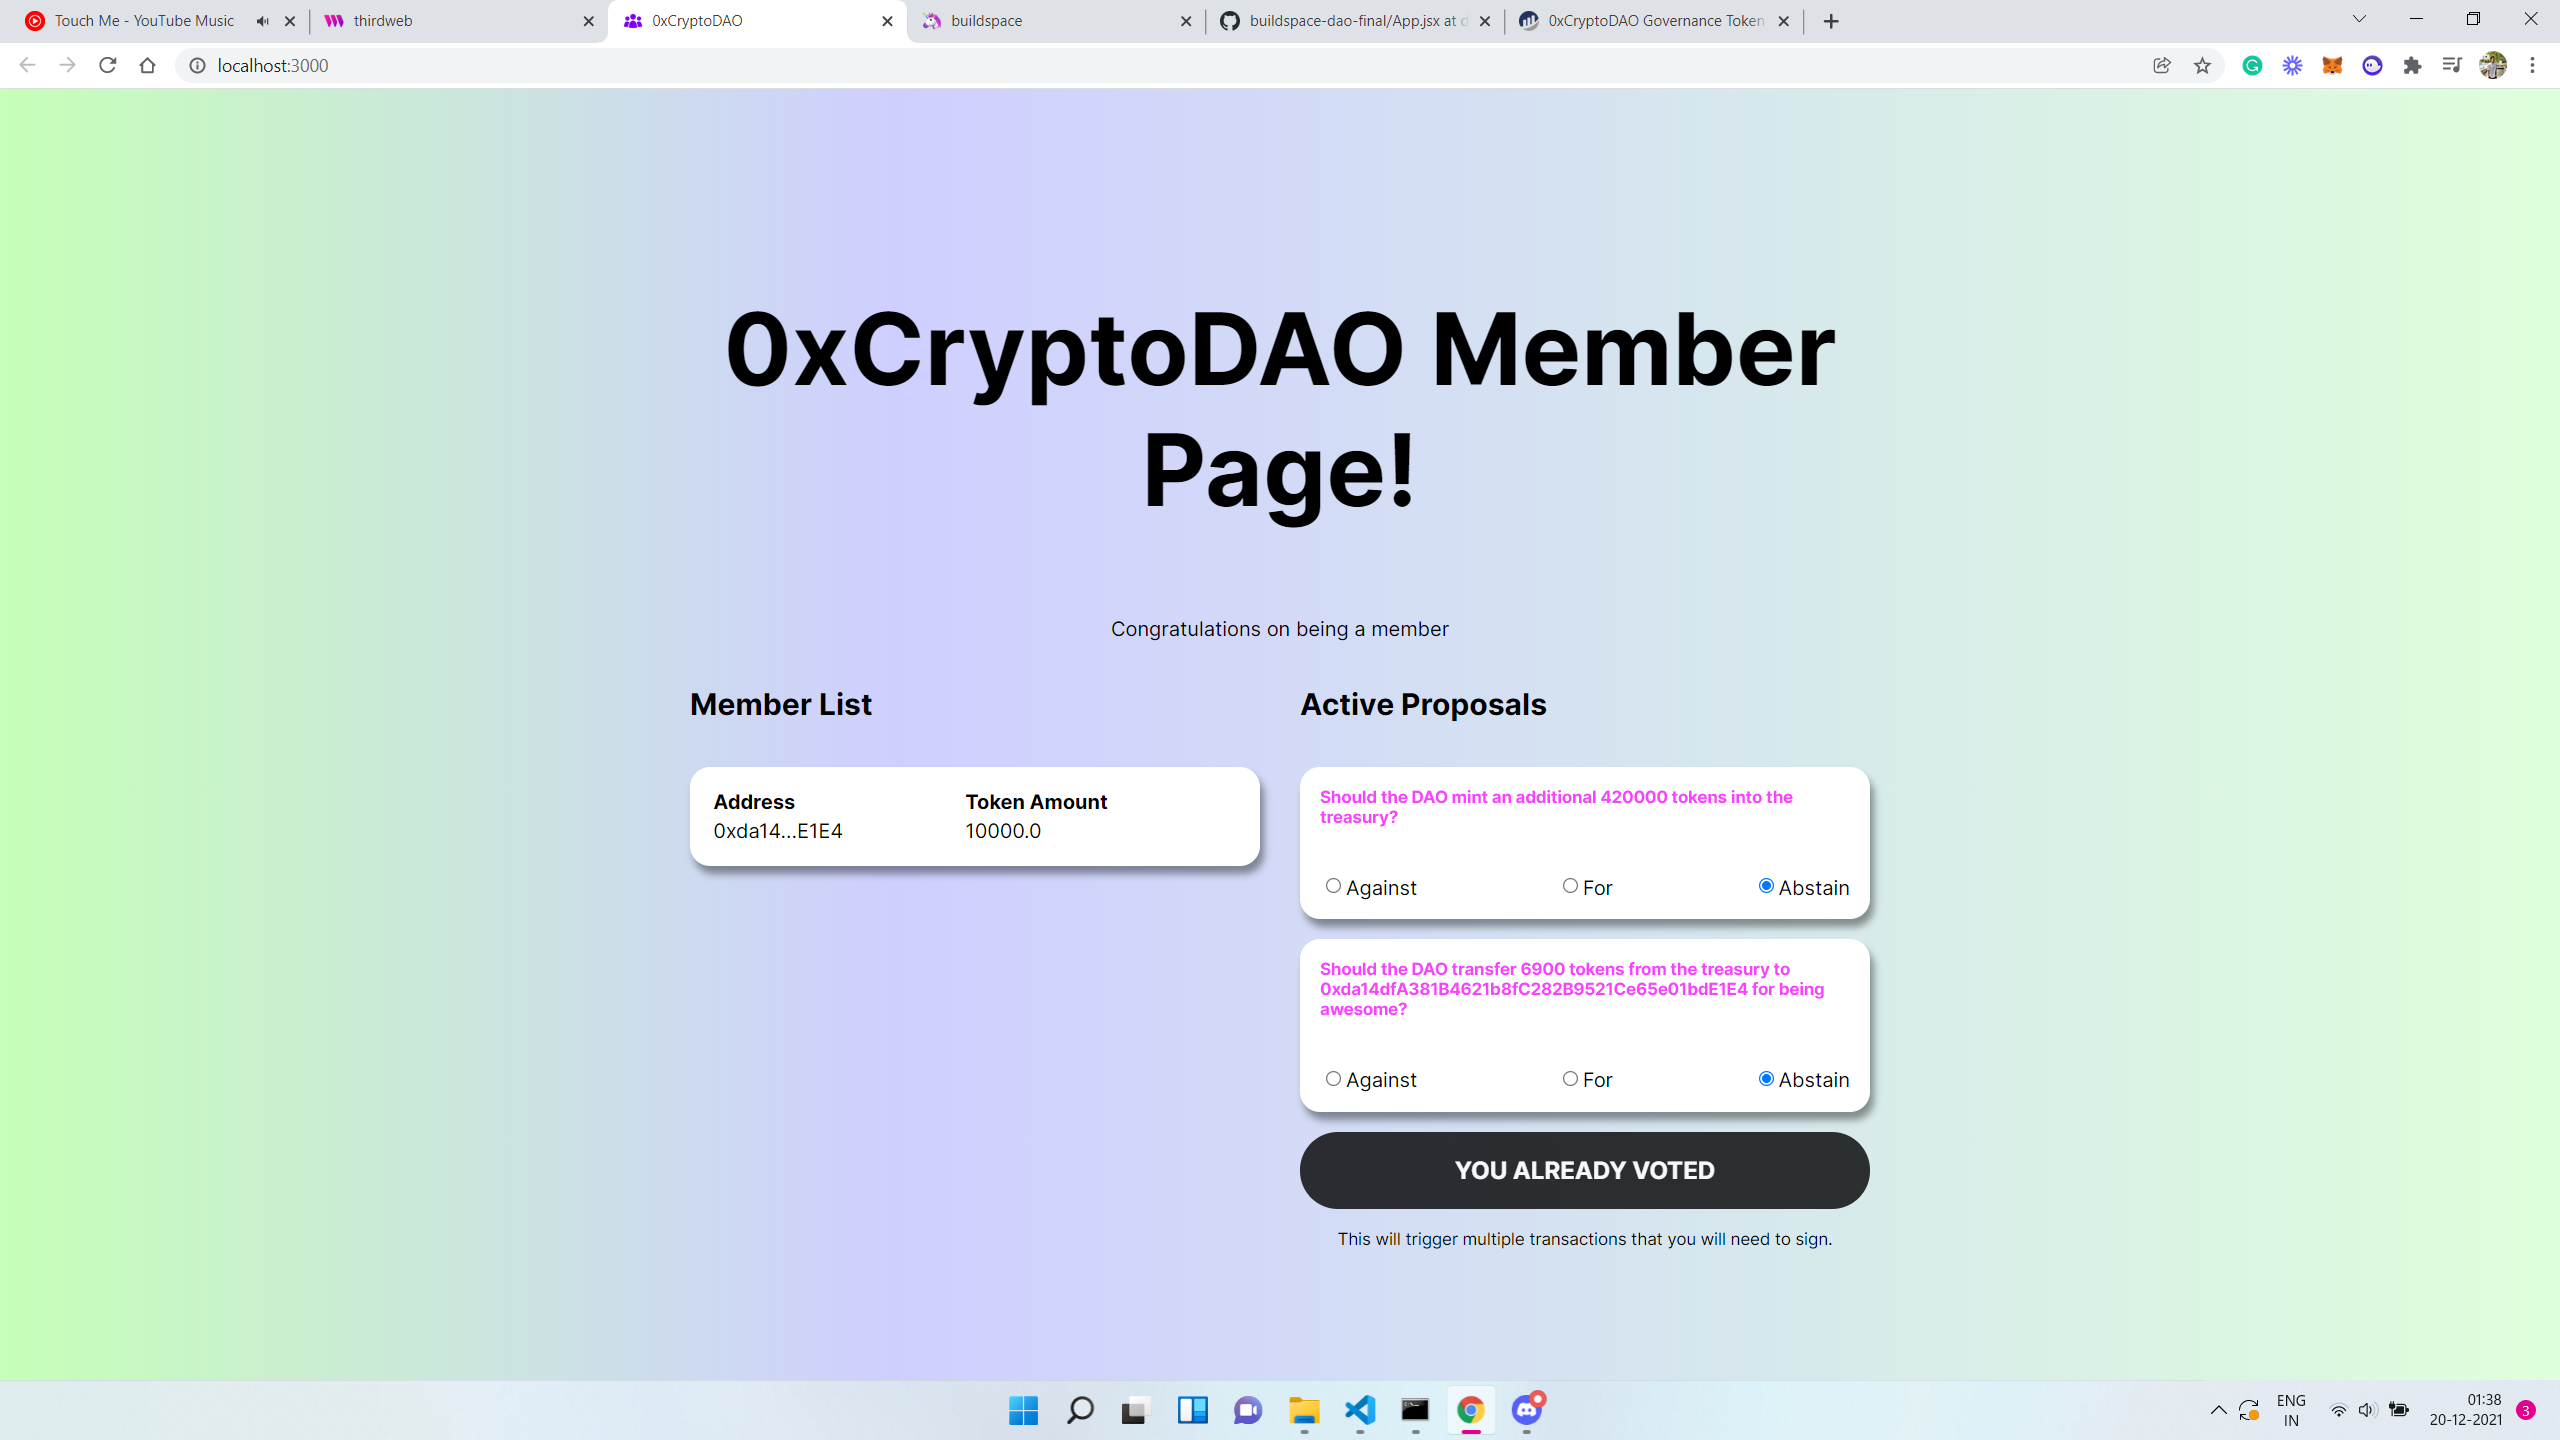 Touch Me - YouTube Music
thirdweb
0xCryptoDAO
buildspace
buildspace-dao-final/App.jsx at d
0xCryptoDAO Governance Token
localhost:3000
0xCryptoDAO Member
Page!
Congratulations on being a member
Member List
Address
Token Amount
0xda14...E1E4
10000.0
Active Proposals
Should the DAO mint an additional 420000 tokens into the
treasury?
Against
For
Abstain
Should the DAO transfer 6900 tokens from the treasury to
0xda14dfA381B4621b8fC282B9521Ce65e01bdE1E4 for being
awesome?
Against
For
Abstain
YOU ALREADY VOTED
This will trigger multiple transactions that you will need to sign.
ENG
IN
01:38
20-12-2021
3